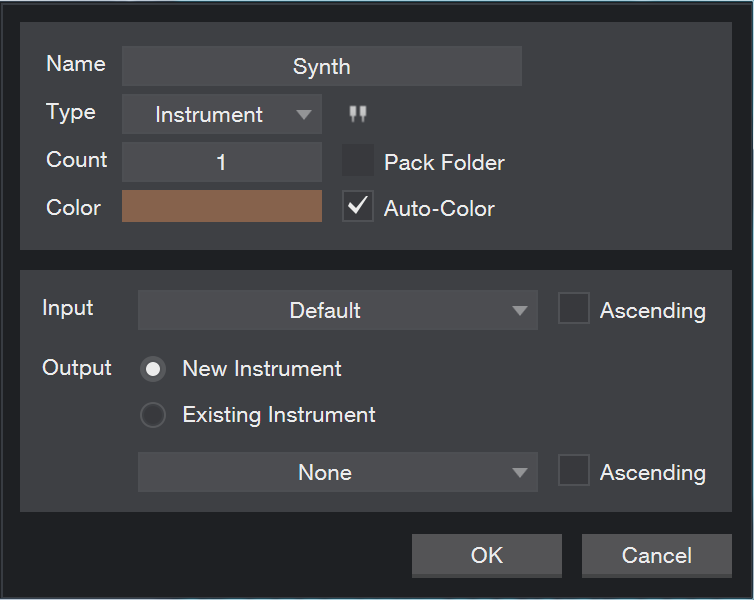 Name Synth
Type Instrument
Count 1 Pack Folder
Color Auto-Color
Input Default Ascending
Output New Instrument
Existing Instrument
None Ascending
OK Cancel